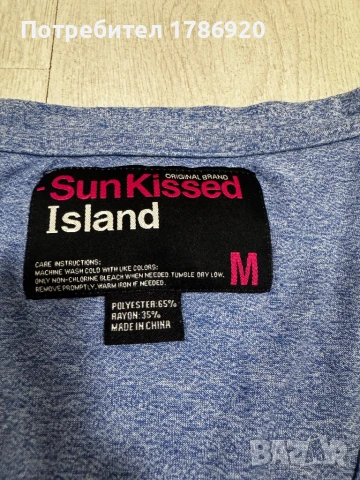 Потребител 1786920
ORIGINAL BRAND
-SunKissed
Island
CARE INSTRUCTIONS:
MACHINE WASH COLD WITH LIKE COLORS;
ONLY NON-CHLORINE BLEACH WHEN NEEDED. TUMBLE DRY LOW.
REMOVE PROMPTLY. WARM IRON IF NEEDED.
M
POLYESTER:65%
RAYON: 35%
MADE IN CHINA
BAZAR